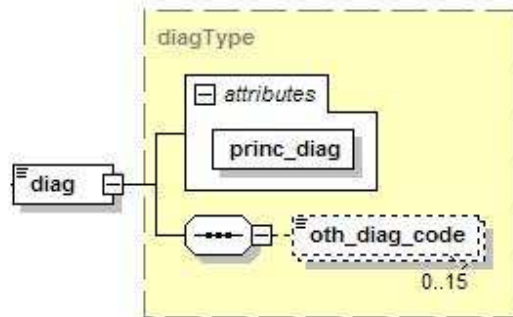 diagType
attributes
princ_diag
diag
oth_diag_code
0..15